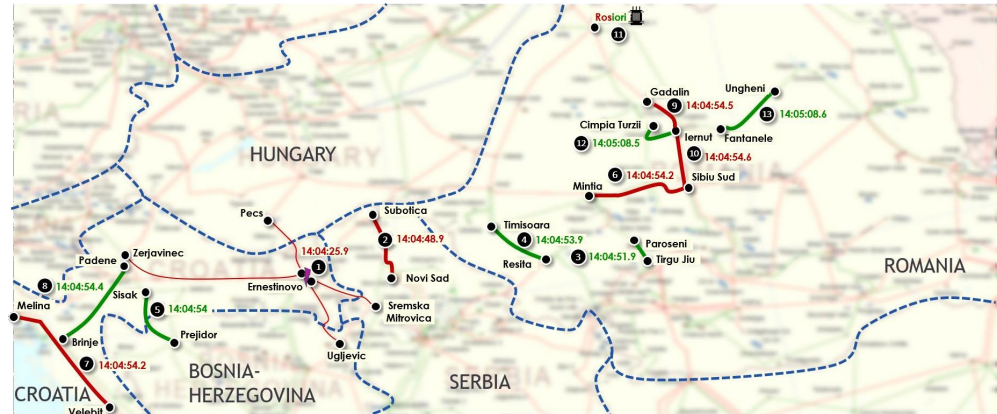 Rosiori
11
Ungheni
Gadalin
9
14:04:54.5
13
14:05:08.6
Cimpia Turzii
Iernut
Fantanele
12
14:05:08.5
10
14:04:54.6
HUNGARY
6
14:04:54.2
Sibiu Sud
Mintia
Pecs
Subotica
Timisoara
2
14:04:48.9
4
14:04:53.9
Paroseni
Zerjavinec
14:04:25.9
3
14:04:51.9
Padene
1
Resita
Tirgu Jiu
ROMANIA
8
14:04:54.4
Ernestinovo
Novi Sad
Sisak
Melina
5
14:04:54
Sremska
Mitrovica
Brinje
Prejidor
Ugljevic
7
14:04:54.2
BOSNIA-
HERZEGOVINA
SERBIA
CROATIA
Velebit